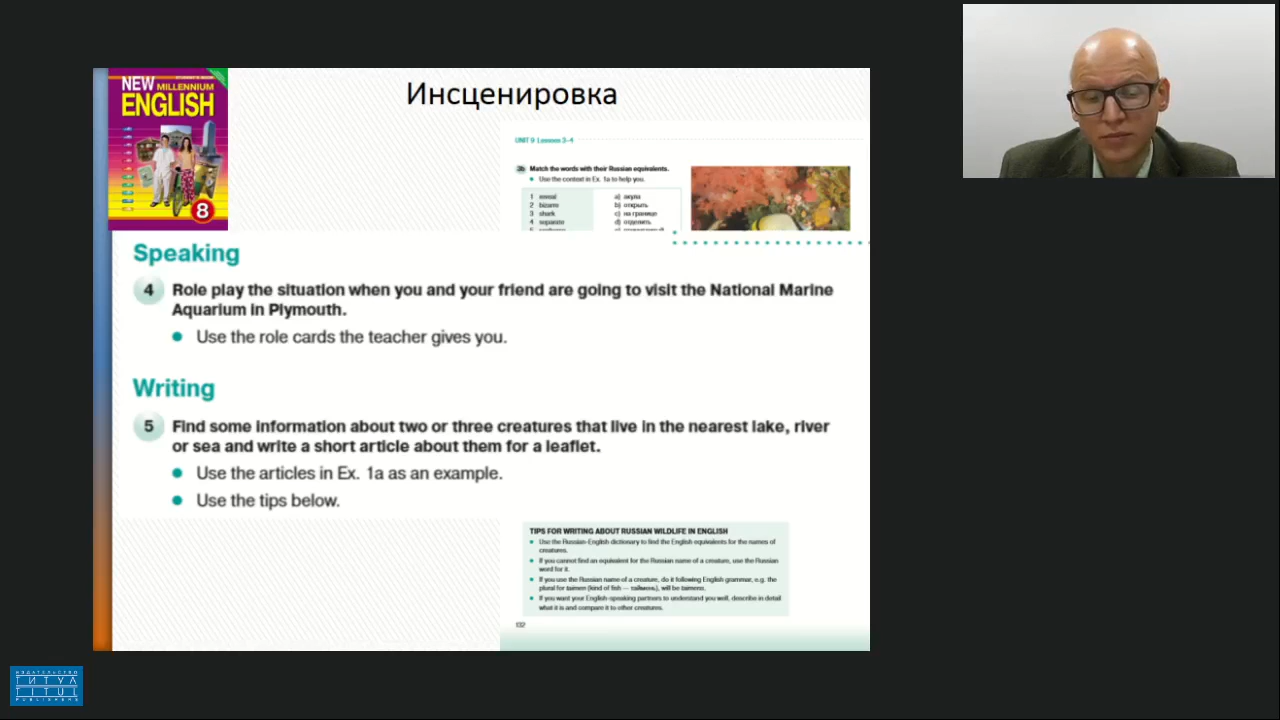 NEW MILLENNIUM
ENGLISH
8
Инсценировка
UNIT 9 Lessons 3–4
3b Match the words with their Russian equivalents.
Use the context in Ex. 1a to help you.
1 reveal
2 bizarre
3 shark
4 separate
a) акула
b) открыть
c) на границе
d) отделить
Speaking
4 Role play the situation when you and your friend are going to visit the National Marine
Aquarium in Plymouth.
Use the role cards the teacher gives you.
Writing
5 Find some information about two or three creatures that live in the nearest lake, river
or sea and write a short article about them for a leaflet.
Use the articles in Ex. 1a as an example.
Use the tips below.
TIPS FOR WRITING ABOUT RUSSIAN WILDLIFE IN ENGLISH
Use the Russian-English dictionary to find the English equivalents for the names of
creatures.
If you cannot find an equivalent for the Russian name of a creature, use the Russian
word for it.
If you use the Russian name of a creature, do it following English grammar, e.g. the
plural for taimen (kind of fish — таймень), will be taimens.
If you want your English-speaking partners to understand you well, describe in detail
what it is and compare it to other creatures.
132
ИЗДАТЕЛЬСТВО
ТИТУЛ
TITUL
PUBLISHERS